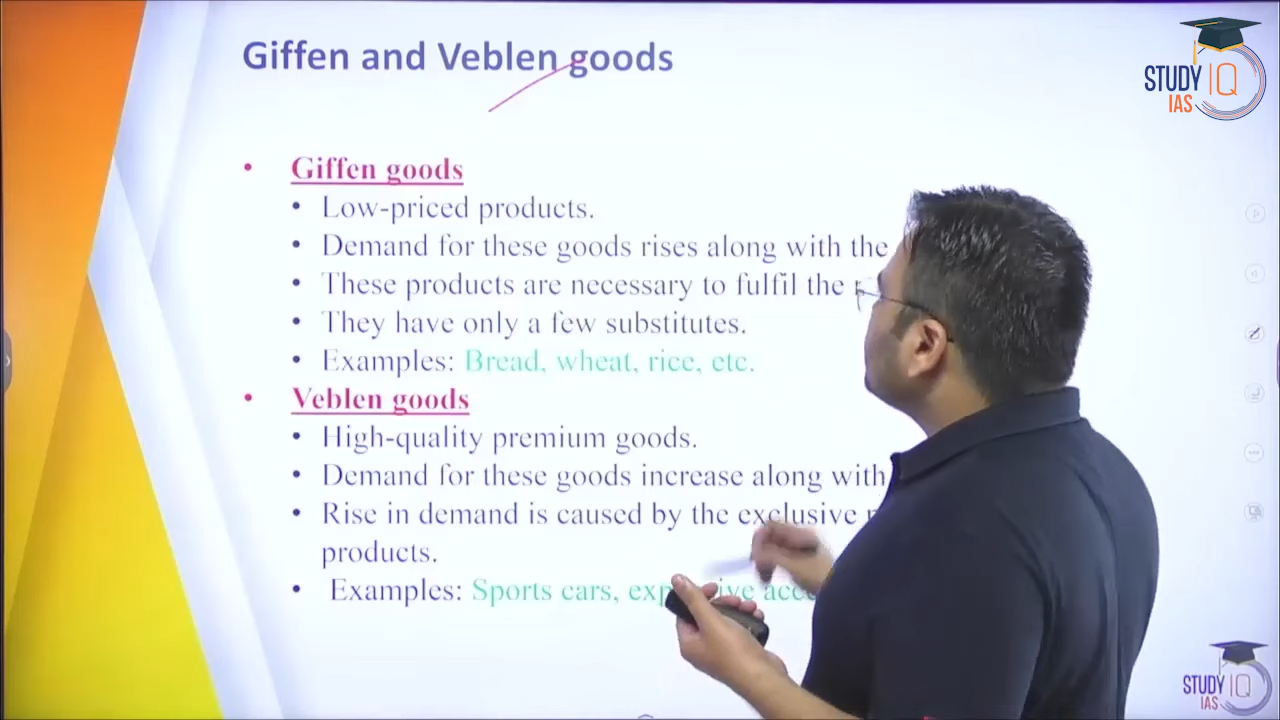 Giffen and Veblen goods
STUDY IQ
IAS
• Giffen goods
• Low-priced products.
• Demand for these goods rises along with the
• These products are necessary to fulfil the
• They have only a few substitutes.
• Examples: Bread, wheat, rice, etc.
• Veblen goods
• High-quality premium goods.
• Demand for these goods increase along with
• Rise in demand is caused by the exclusive
products.
• Examples: Sports cars,
STUDY IQ
IAS